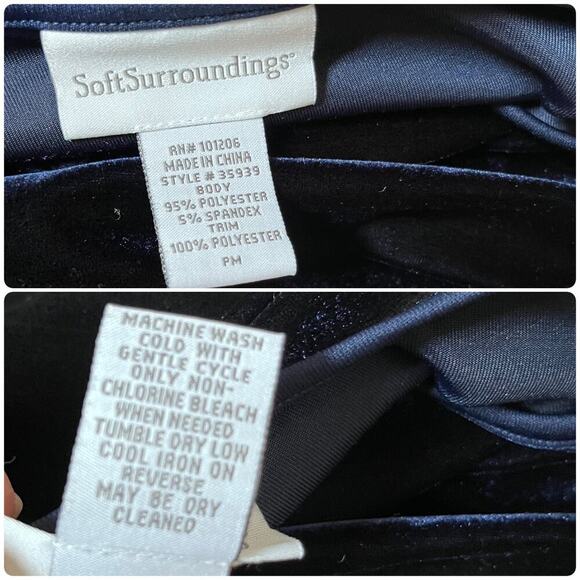 SoftSurroundings®
RN# 101206
MADE IN CHINA
STYLE # 35939
BODY
95% POLYESTER
5% SPANDEX
TRIM
100% POLYESTER
PM
MACHINE WASH
COLD WITH
GENTLE CYCLE
ONLY NON-
CHLORINE BLEACH
WHEN NEEDED
TUMBLE DRY LOW
COOL IRON ON
REVERSE
MAY BE DRY
CLEANED